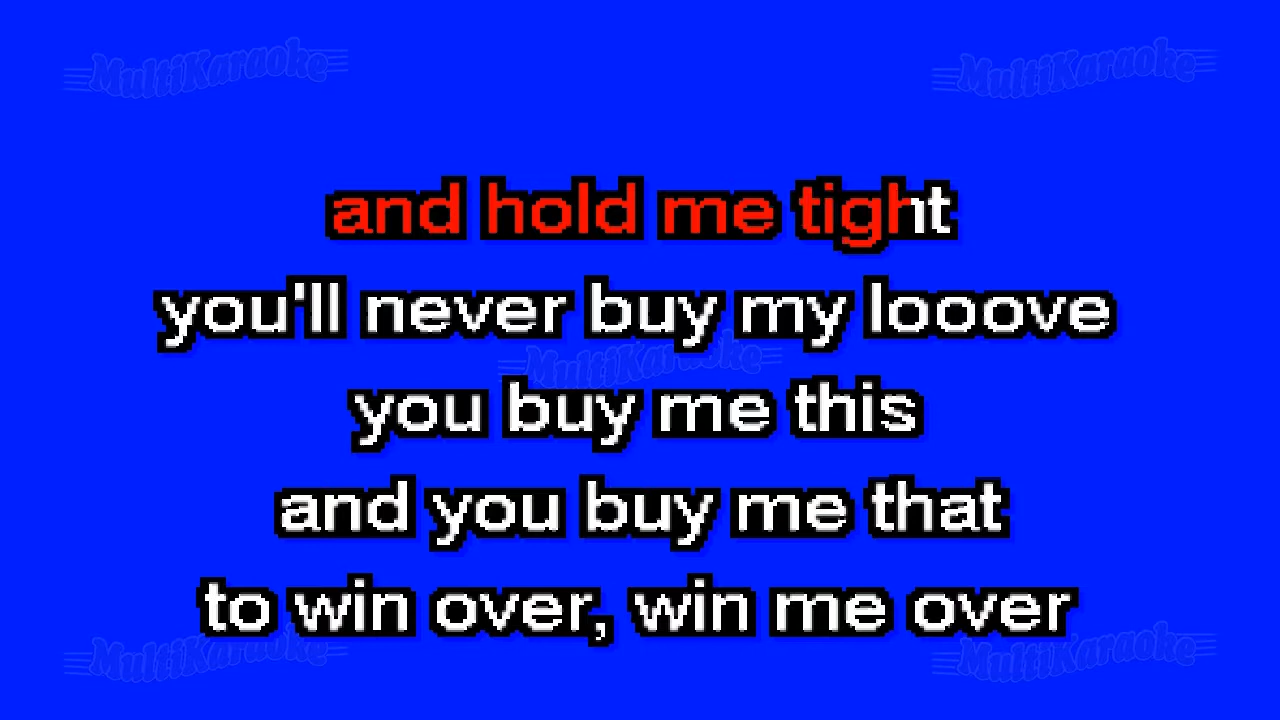 MultiKaraoke MultiKaraoke
and hold me tight
you'll never buy my looove
MultiKaraoke
you buy me this
and you buy me that
to win over, win me over
MultiKaraoke MultiKaraoke